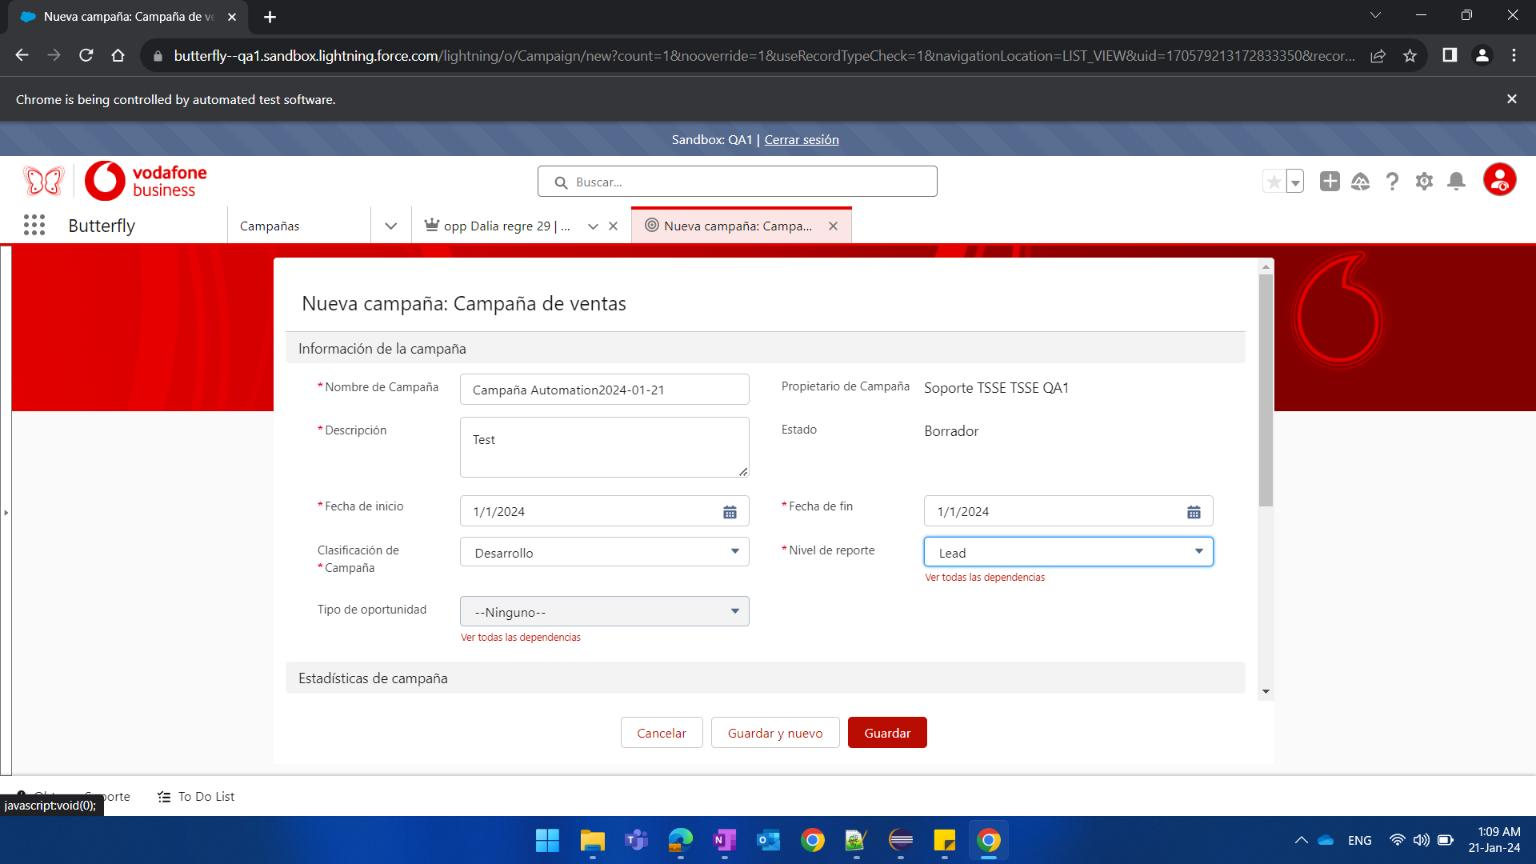 Nueva campaña: Campaña de ve
butterfly--qa1.sandbox.lightning.force.com/lightning/o/Campaign/new?count=1&nooverride=1&useRecordTypeCheck=1&navigationLocation=LIST_VIEW&uid=170579213172833350&recor...
Chrome is being controlled by automated test software.
Sandbox: QA1 | Cerrar sesión
vodafone
business
Buscar...
Butterfly
Campañas
opp Dalia regre 29 | ...
Nueva campaña: Campa...
Nueva campaña: Campaña de ventas
Información de la campaña
*Nombre de Campaña
Campaña Automation2024-01-21
Propietario de Campaña
Soporte TSSE TSSE QA1
*Descripción
Test
Estado
Borrador
*Fecha de inicio
1/1/2024
*Fecha de fin
1/1/2024
Clasificación de
*Campaña
Desarrollo
*Nivel de reporte
Lead
Ver todas las dependencias
Tipo de oportunidad
--Ninguno--
Ver todas las dependencias
Estadísticas de campaña
Cancelar
Guardar y nuevo
Guardar
To Do List
javascript:void(0);
ENG
1:09 AM
21-Jan-24